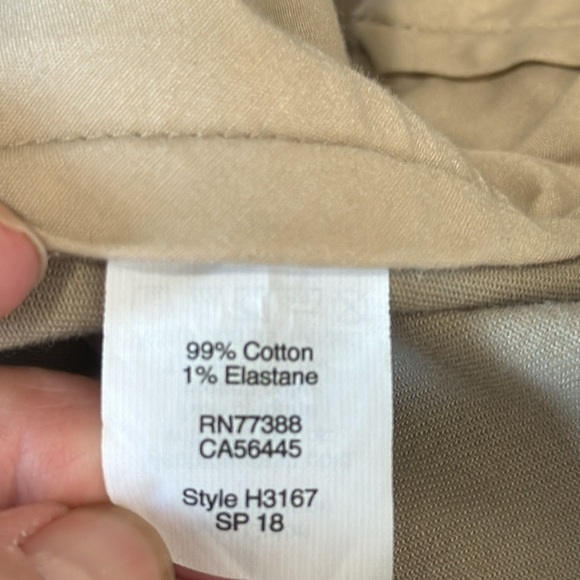 99% Cotton
1% Elastane
RN77388
CA56445
Style H3167
SP 18